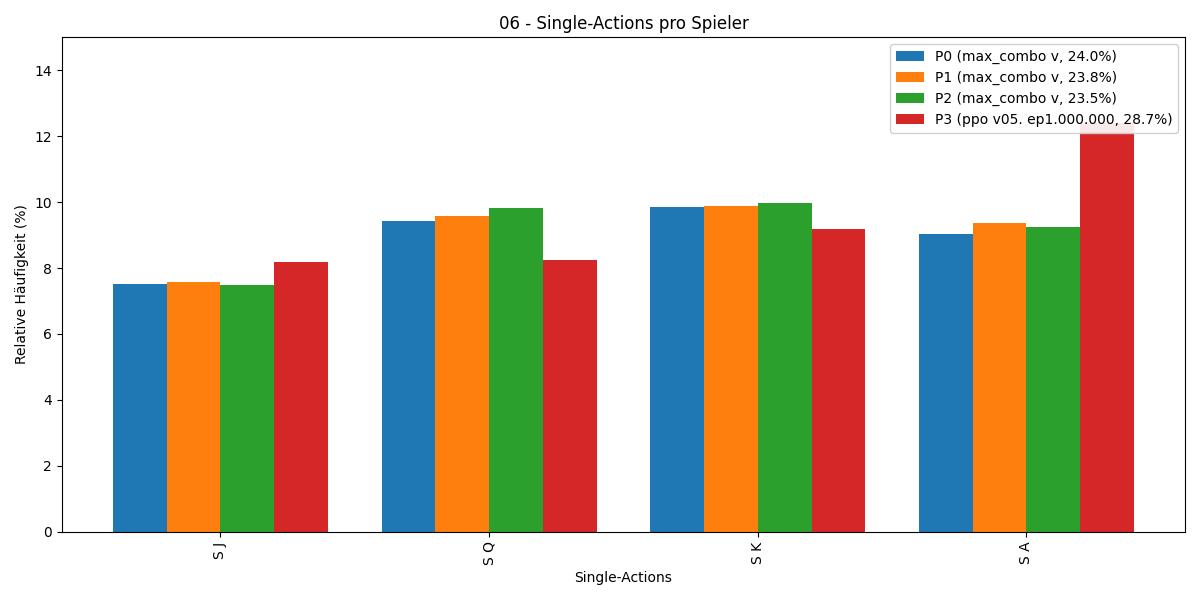 06 - Single-Actions pro Spieler
P0 (max_combo v, 24.0%)
P1 (max_combo v, 23.8%)
P2 (max_combo v, 23.5%)
P3 (ppo v05. ep1.000.000, 28.7%)
Relative Häufigkeit (%)
14
12
10
8
6
4
2
0
S J
S Q
S K
S A
Single-Actions